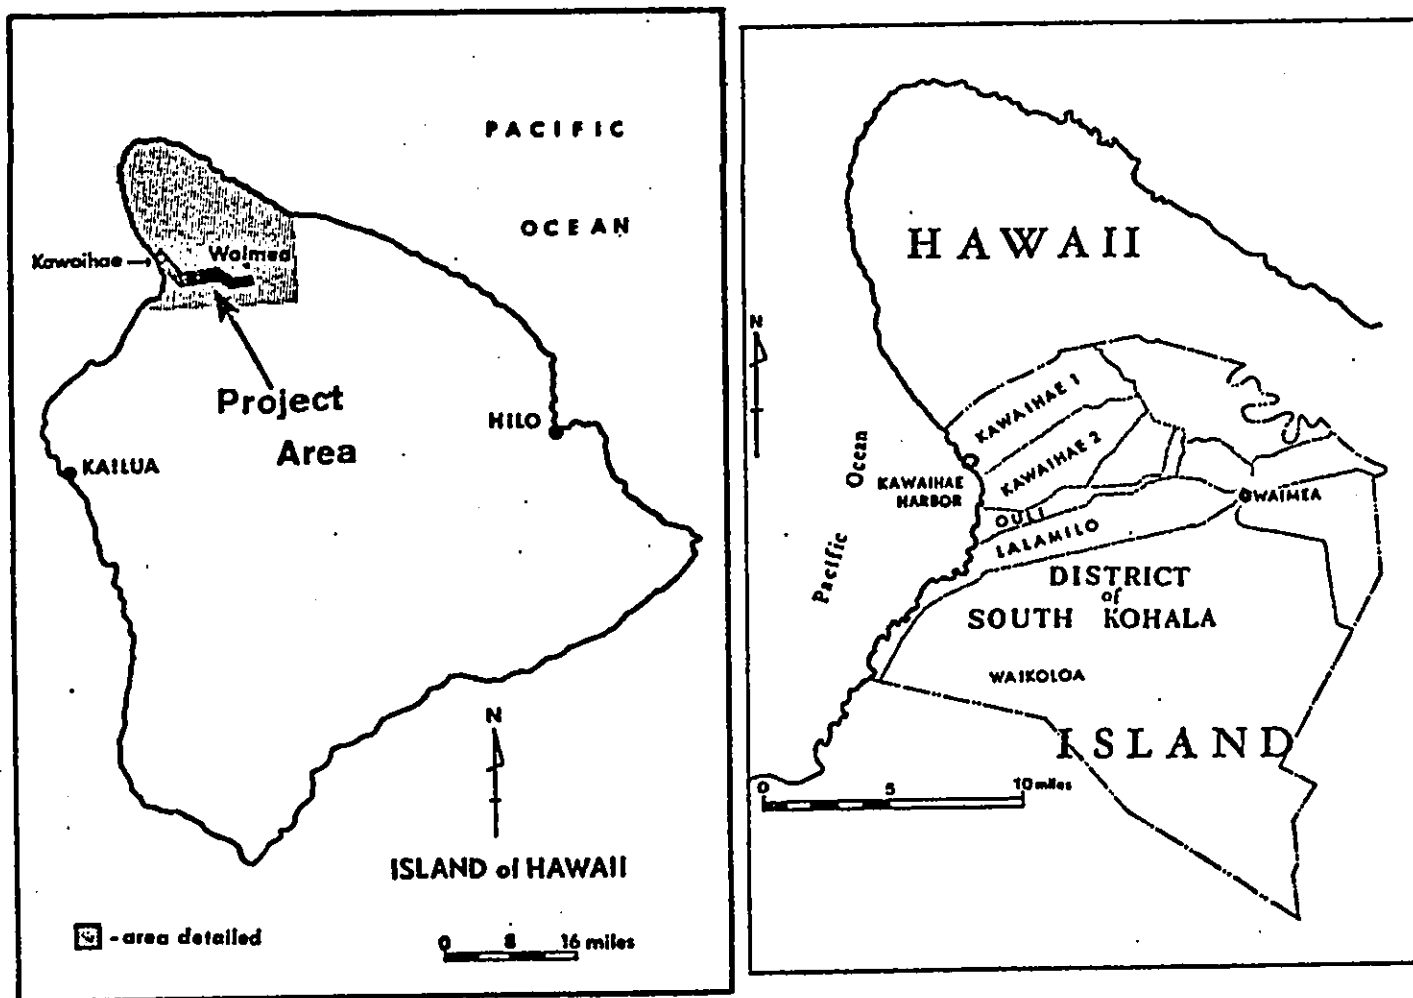 PACIFIC
OCEAN
Kawaihae
Waimea
Project
Area
HILO
KAILUA
N
ISLAND of HAWAII
-area detailed
0 8 16 miles
HAWAII
N
KAWAIHAE 1
KAWAIHAE 2
Pacific Ocean
KAWAIHAE
HARBOR
WAIMEA
OULI
LALAMILO
DISTRICT
of
SOUTH KOHALA
WAIKOLOA
ISLAND
0 5 10 miles